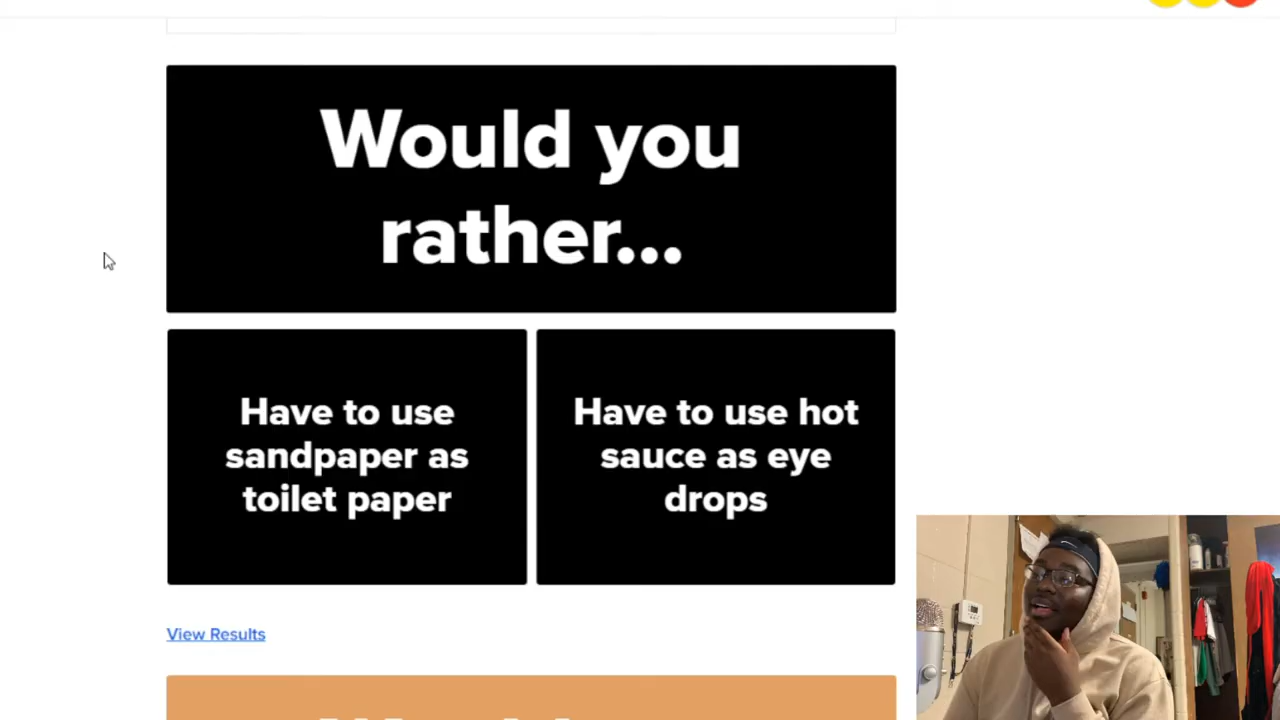 Would you
rather...
Have to use
sandpaper as
toilet paper
Have to use hot
sauce as eye
drops
View Results